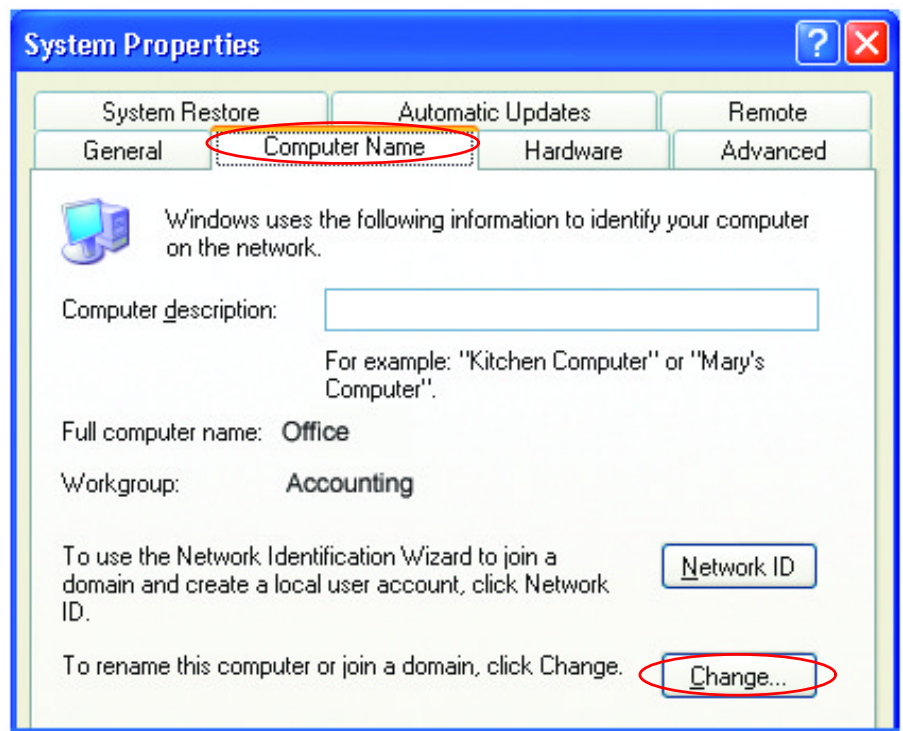 System Properties
?
System Restore Automatic Updates Remote
General Computer Name Hardware Advanced
Windows uses the following information to identify your computer
on the network.
Computer description:
For example: "Kitchen Computer" or "Mary's
Computer".
Full computer name: Office
Workgroup: Accounting
To use the Network Identification Wizard to join a
domain and create a local user account, click Network
ID.
Network ID
To rename this computer or join a domain, click Change.
Change...